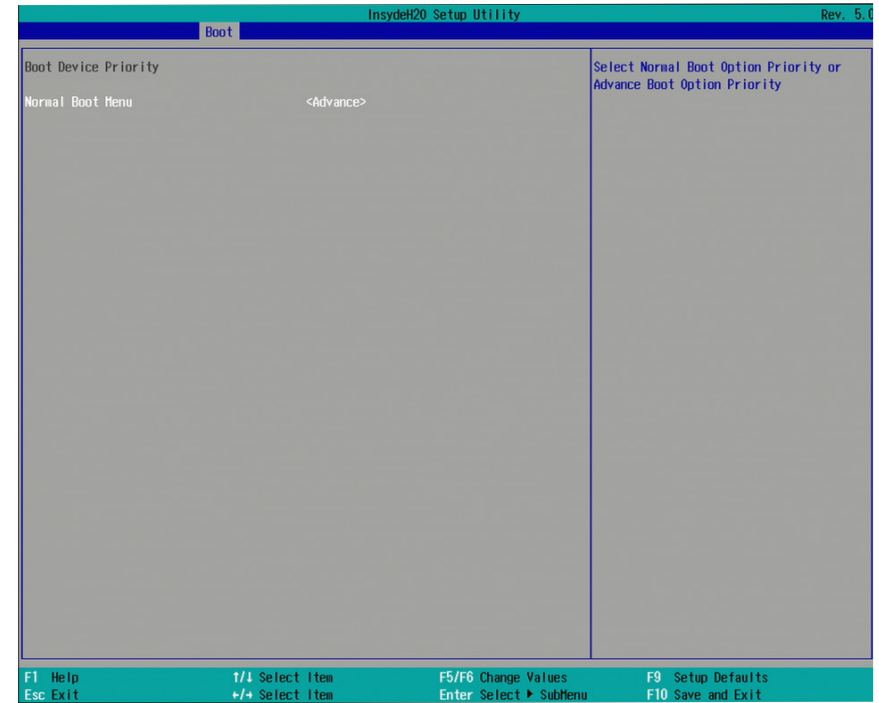 InsydeH20 Setup Utility Rev. 5.0
Boot
Boot Device Priority
Normal Boot Menu <Advance>
Select Normal Boot Option Priority or
Advance Boot Option Priority
F1 Help ↑/↓ Select Item F5/F6 Change Values F9 Setup Defaults
Esc Exit ←/→ Select Item Enter Select ▶ SubMenu F10 Save and Exit